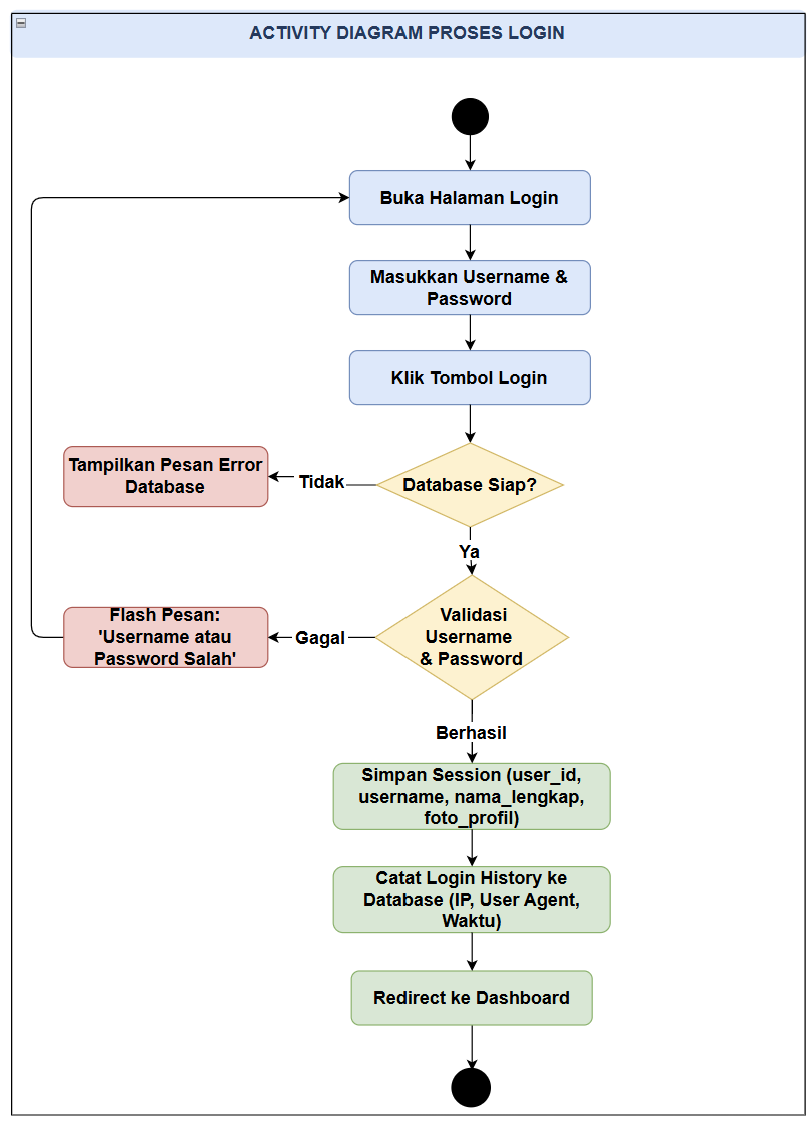 ACTIVITY DIAGRAM PROSES LOGIN
Buka Halaman Login
Masukkan Username &
Password
Klik Tombol Login
Database Siap?
Tidak
Tampilkan Pesan Error
Database
Ya
Validasi
Username
& Password
Gagal
Flash Pesan:
'Username atau
Password Salah'
Berhasil
Simpan Session (user_id,
username, nama_lengkap,
foto_profil)
Catat Login History ke
Database (IP, User Agent,
Waktu)
Redirect ke Dashboard